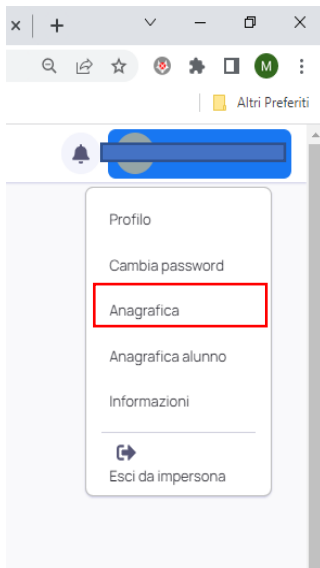 M
Altri Preferiti
Profilo
Cambia password
Anagrafica
Anagrafica alunno
Informazioni
Esci da impersona